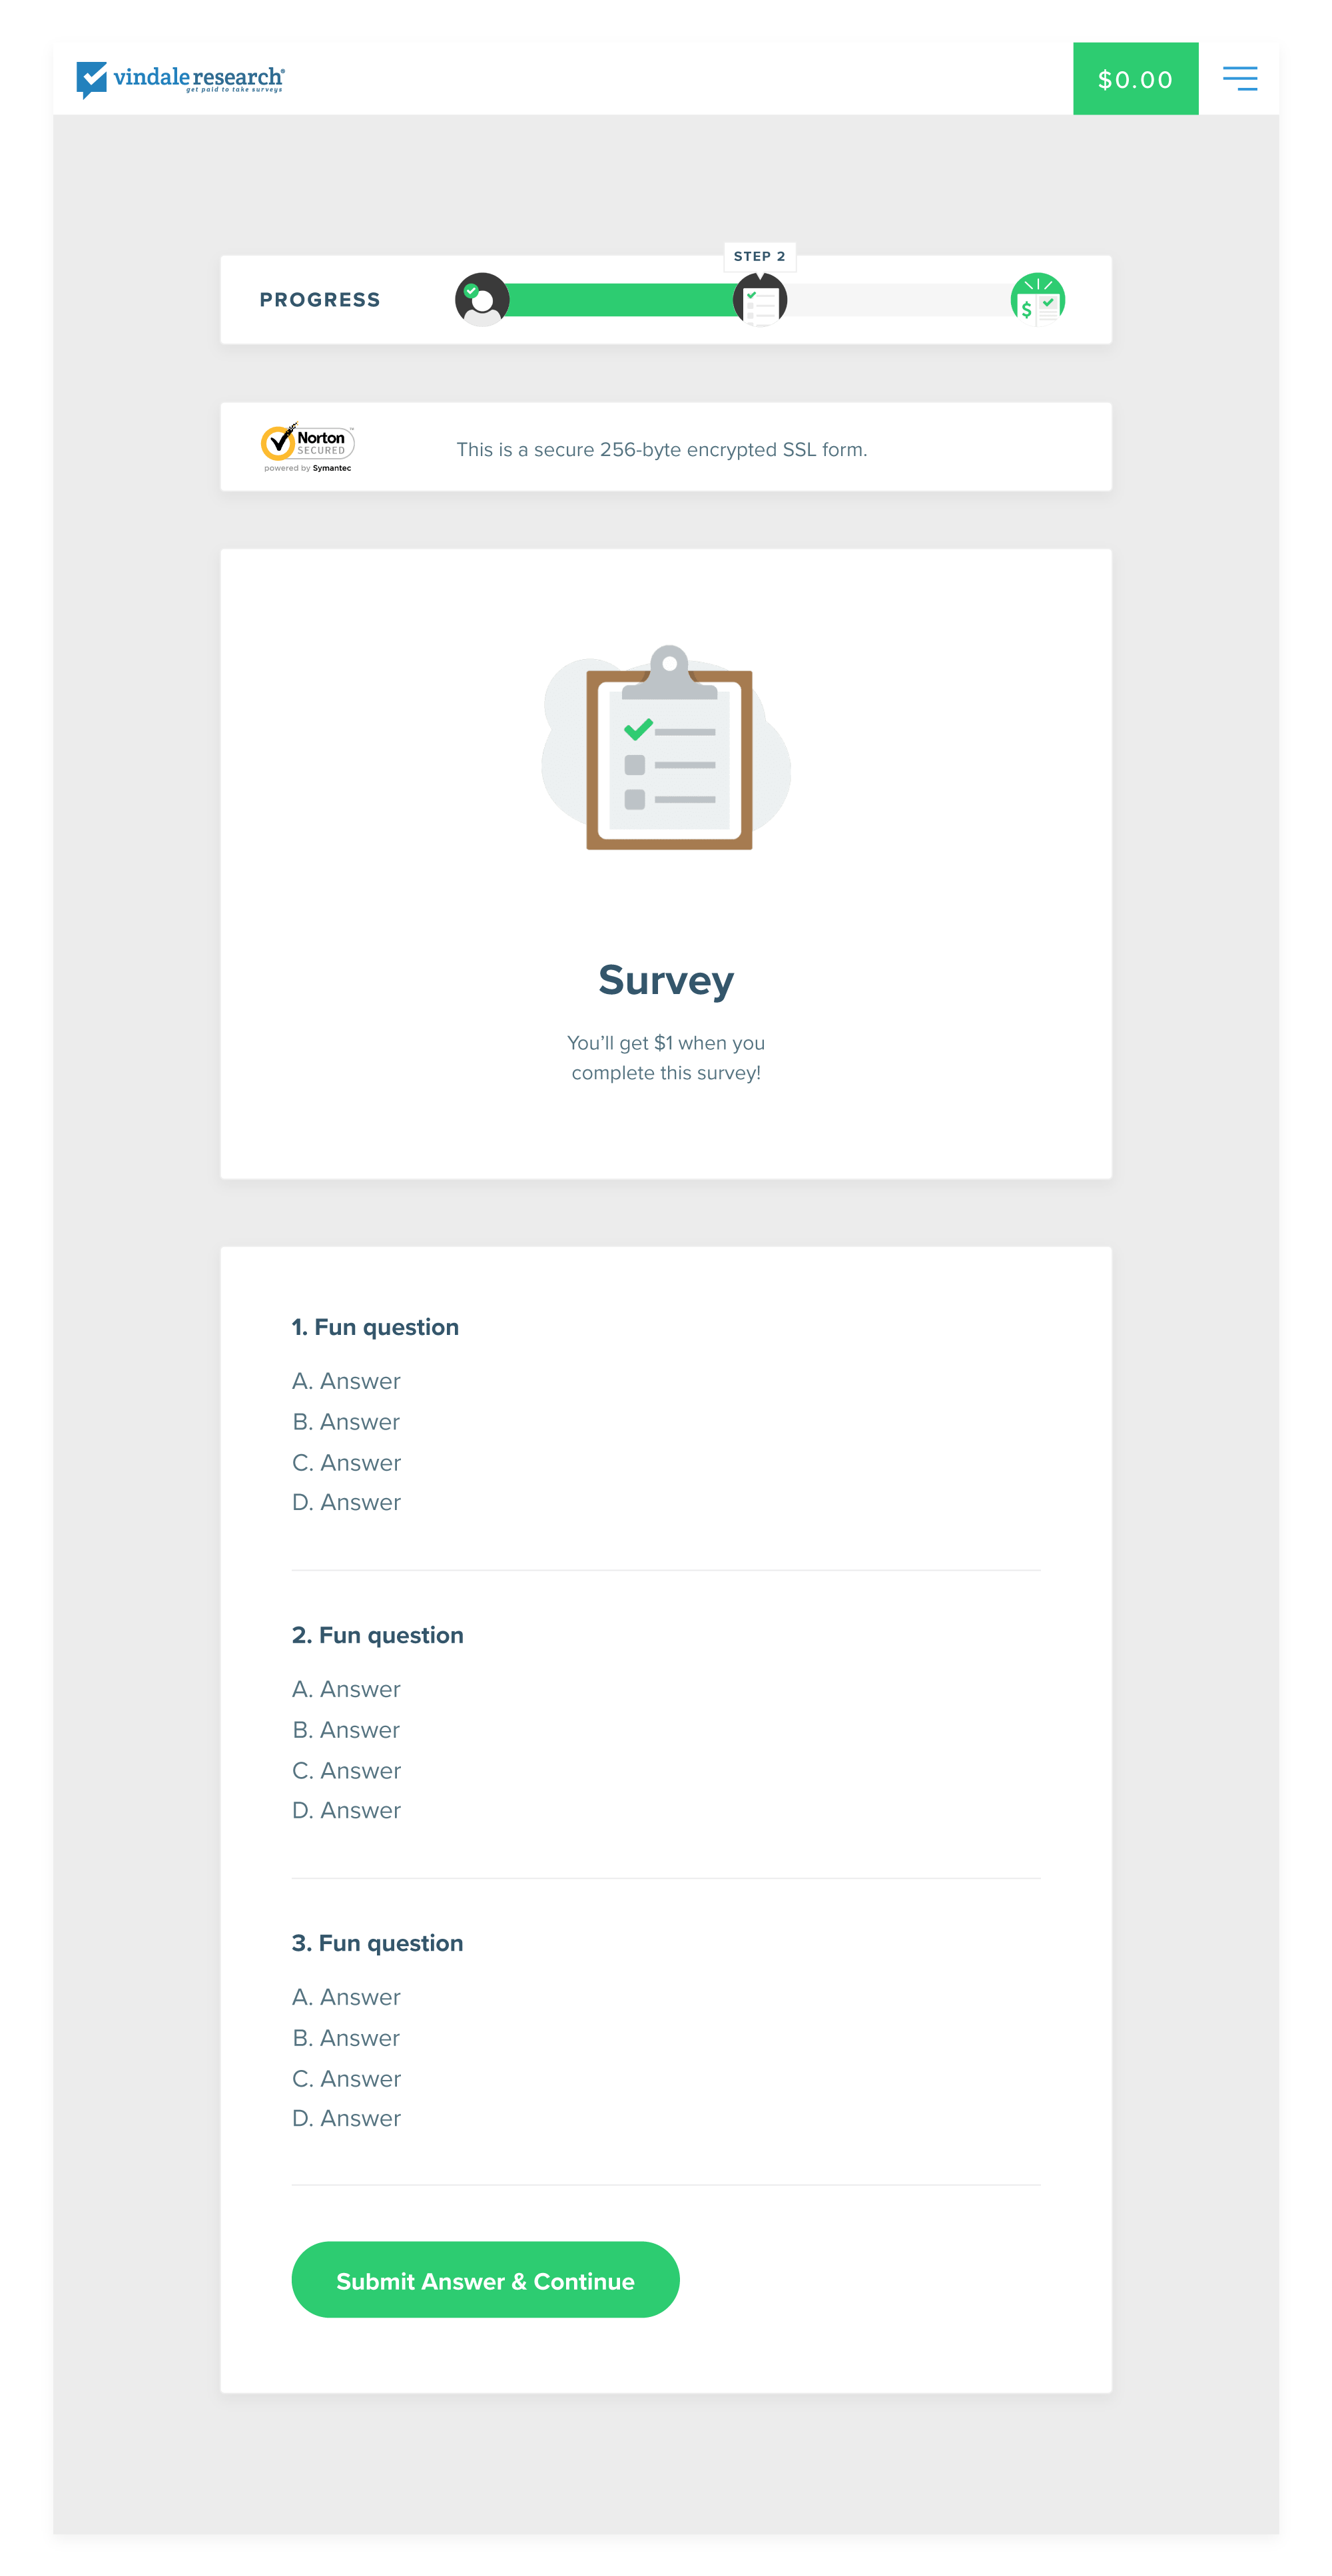 vindale research®
get paid to take surveys
$0.00
STEP 2
PROGRESS
$
Norton™
SECURED
powered by Symantec
This is a secure 256-byte encrypted SSL form.
Survey
You’ll get $1 when you
complete this survey!
1. Fun question
A. Answer
B. Answer
C. Answer
D. Answer
2. Fun question
A. Answer
B. Answer
C. Answer
D. Answer
3. Fun question
A. Answer
B. Answer
C. Answer
D. Answer
Submit Answer & Continue